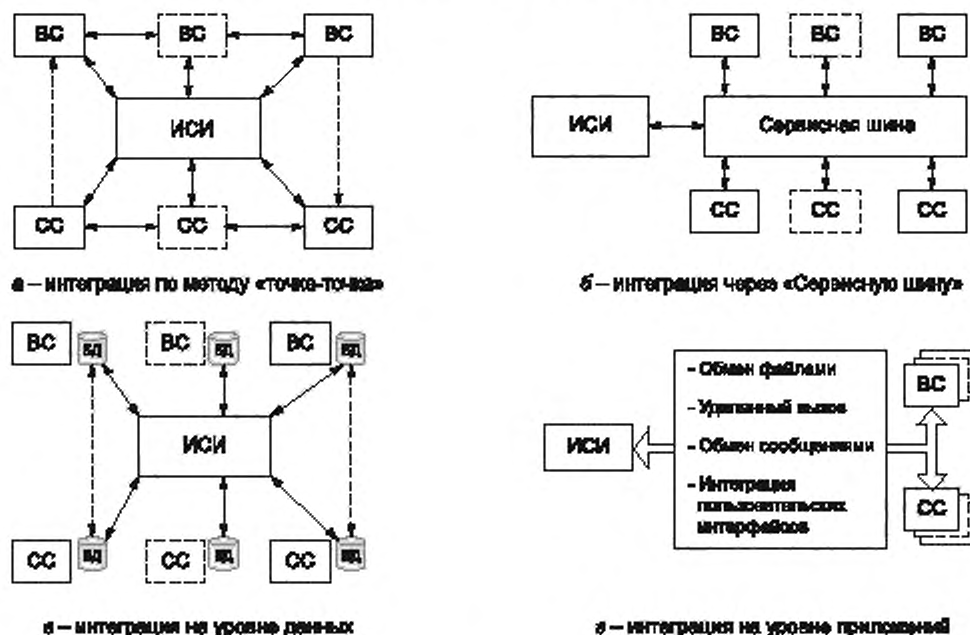 ВС ВС ВС
ИСИ
СС СС СС
а – интеграция по методу «точка-точка»
ВС ВС ВС
ИСИ Сервисная шина
СС СС СС
б – интеграция через «Сервисную шину»
ВС БД ВС БД ВС БД
ИСИ
СС БД СС БД СС БД
в – интеграция на уровне данных
- Обмен файлами
- Удаленный вызов
- Обмен сообщениями
- Интеграция
пользовательских
интерфейсов
ИСИ
ВС
СС
г – интеграция на уровне приложений